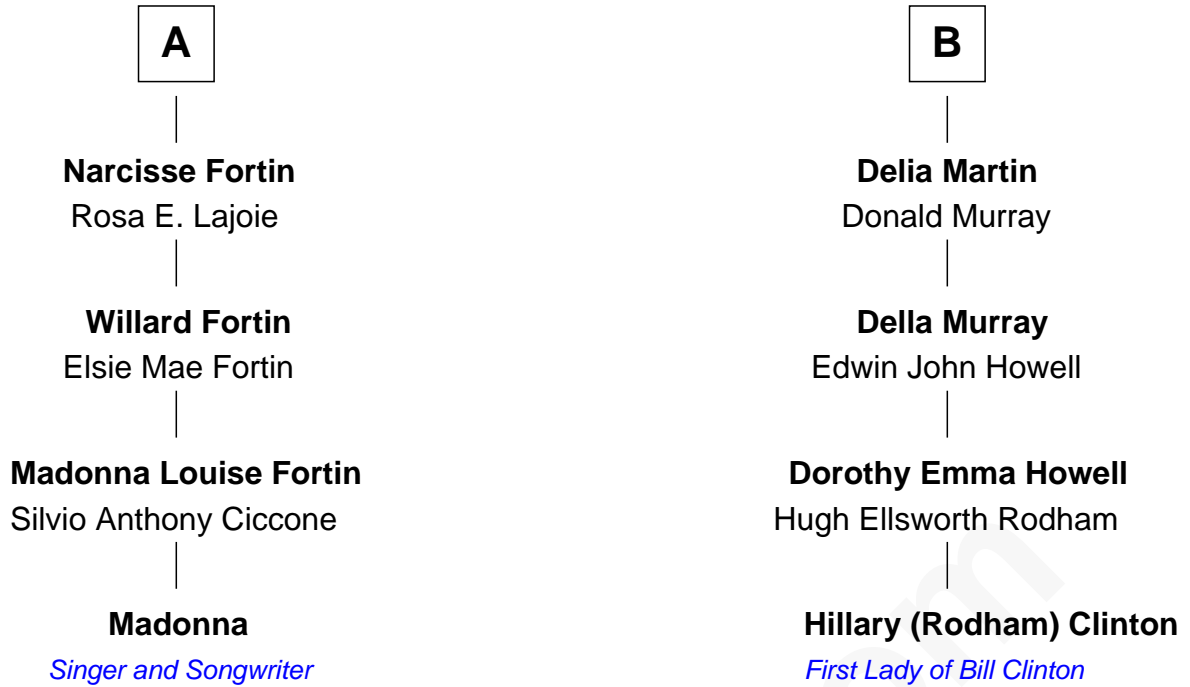 A
Narcisse Fortin
Rosa E. Lajoie
Willard Fortin
Elsie Mae Fortin
Madonna Louise Fortin
Silvio Anthony Ciccone
Madonna
Singer and Songwriter
B
Delia Martin
Donald Murray
Della Murray
Edwin John Howell
Dorothy Emma Howell
Hugh Ellsworth Rodham
Hillary (Rodham) Clinton
First Lady of Bill Clinton
om